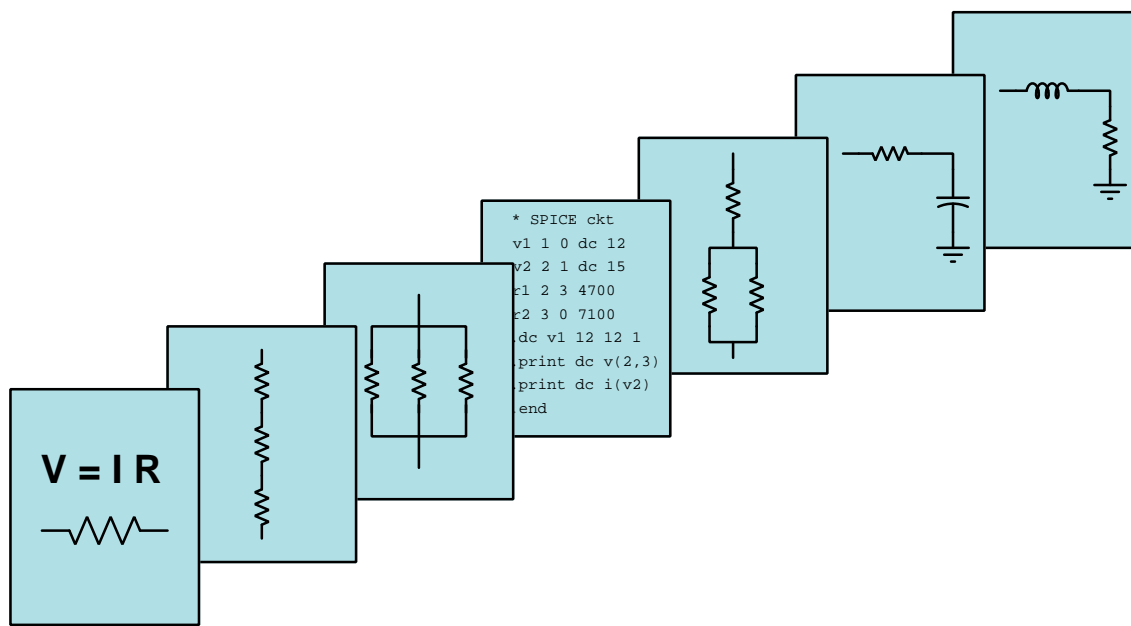 V = I R
* SPICE ckt
v1 1 0 dc 12
v2 2 1 dc 15
r1 2 3 4700
r2 3 0 7100
.dc v1 12 12 1
.print dc v(2,3)
.print dc i(v2)
.end